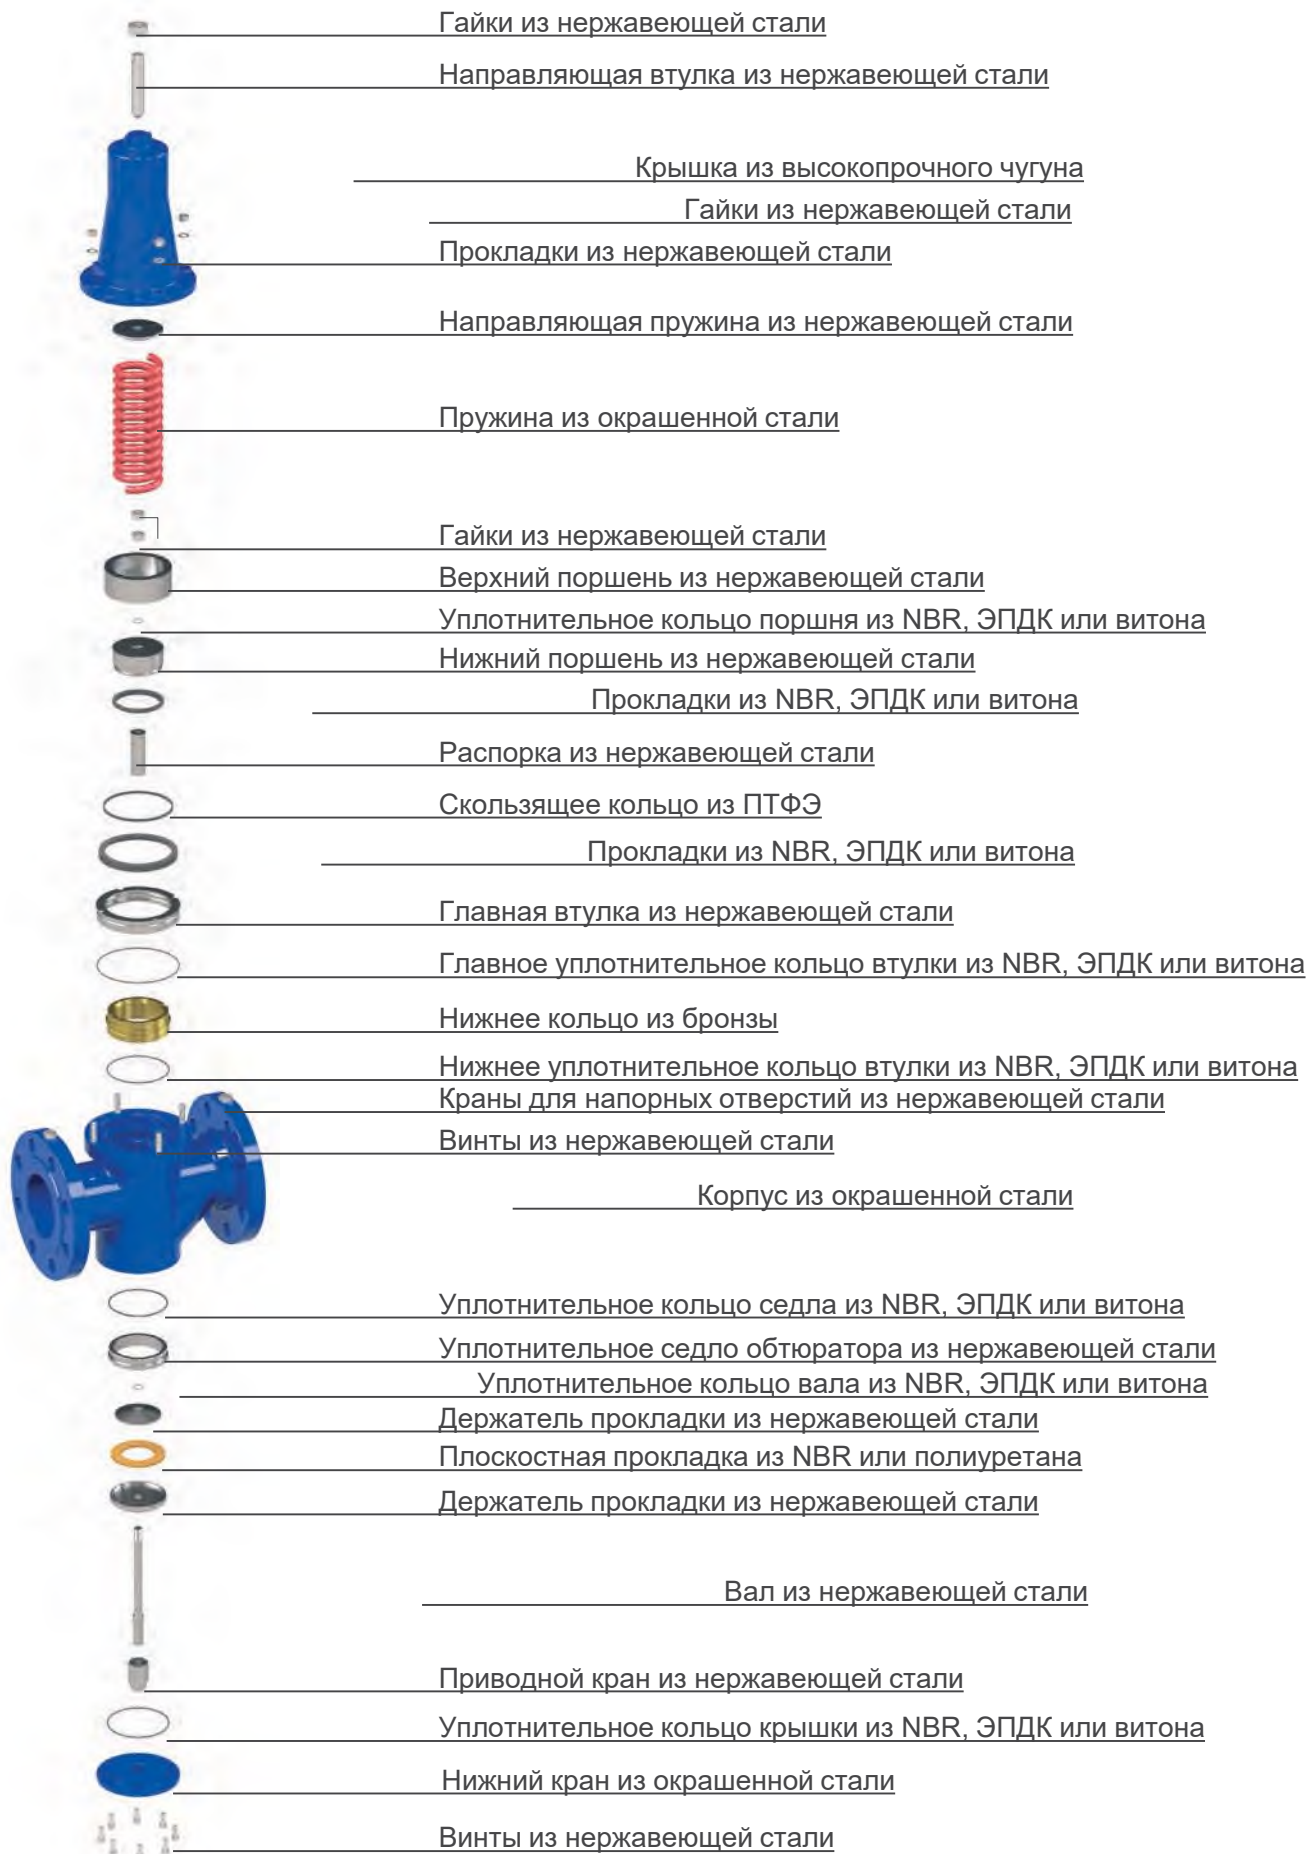 Гайки из нержавеющей стали
Направляющая втулка из нержавеющей стали
Крышка из высокопрочного чугуна
Гайки из нержавеющей стали
Прокладки из нержавеющей стали
Направляющая пружина из нержавеющей стали
Пружина из окрашенной стали
Гайки из нержавеющей стали
Верхний поршень из нержавеющей стали
Уплотнительное кольцо поршня из NBR, ЭПДК или витона
Нижний поршень из нержавеющей стали
Прокладки из NBR, ЭПДК или витона
Распорка из нержавеющей стали
Скользящее кольцо из ПТФЭ
Прокладки из NBR, ЭПДК или витона
Главная втулка из нержавеющей стали
Главное уплотнительное кольцо втулки из NBR, ЭПДК или витона
Нижнее кольцо из бронзы
Нижнее уплотнительное кольцо втулки из NBR, ЭПДК или витона
Краны для напорных отверстий из нержавеющей стали
Винты из нержавеющей стали
Корпус из окрашенной стали
Уплотнительное кольцо седла из NBR, ЭПДК или витона
Уплотнительное седло обтюратора из нержавеющей стали
Уплотнительное кольцо вала из NBR, ЭПДК или витона
Держатель прокладки из нержавеющей стали
Плоскостная прокладка из NBR или полиуретана
Держатель прокладки из нержавеющей стали
Вал из нержавеющей стали
Приводной кран из нержавеющей стали
Уплотнительное кольцо крышки из NBR, ЭПДК или витона
Нижний кран из окрашенной стали
Винты из нержавеющей стали